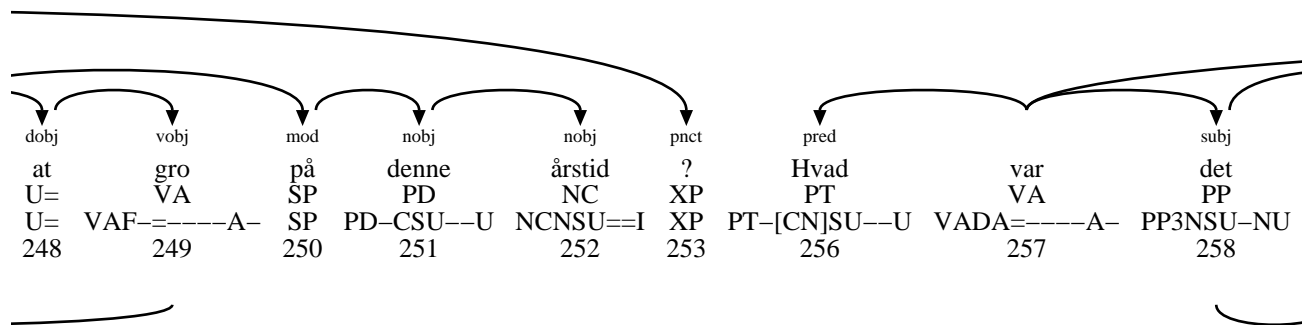 dobj vobj mod nobj nobj pnct pred subj
at gro på denne årstid ? Hvad var det
U= VA SP PD NC XP PT VA PP
U= VAF−=−−−−A− SP PD−CSU−−U NCNSU==I XP PT−[CN]SU−−U VADA=−−−−A− PP3NSU−NU
248 249 250 251 252 253 256 257 258